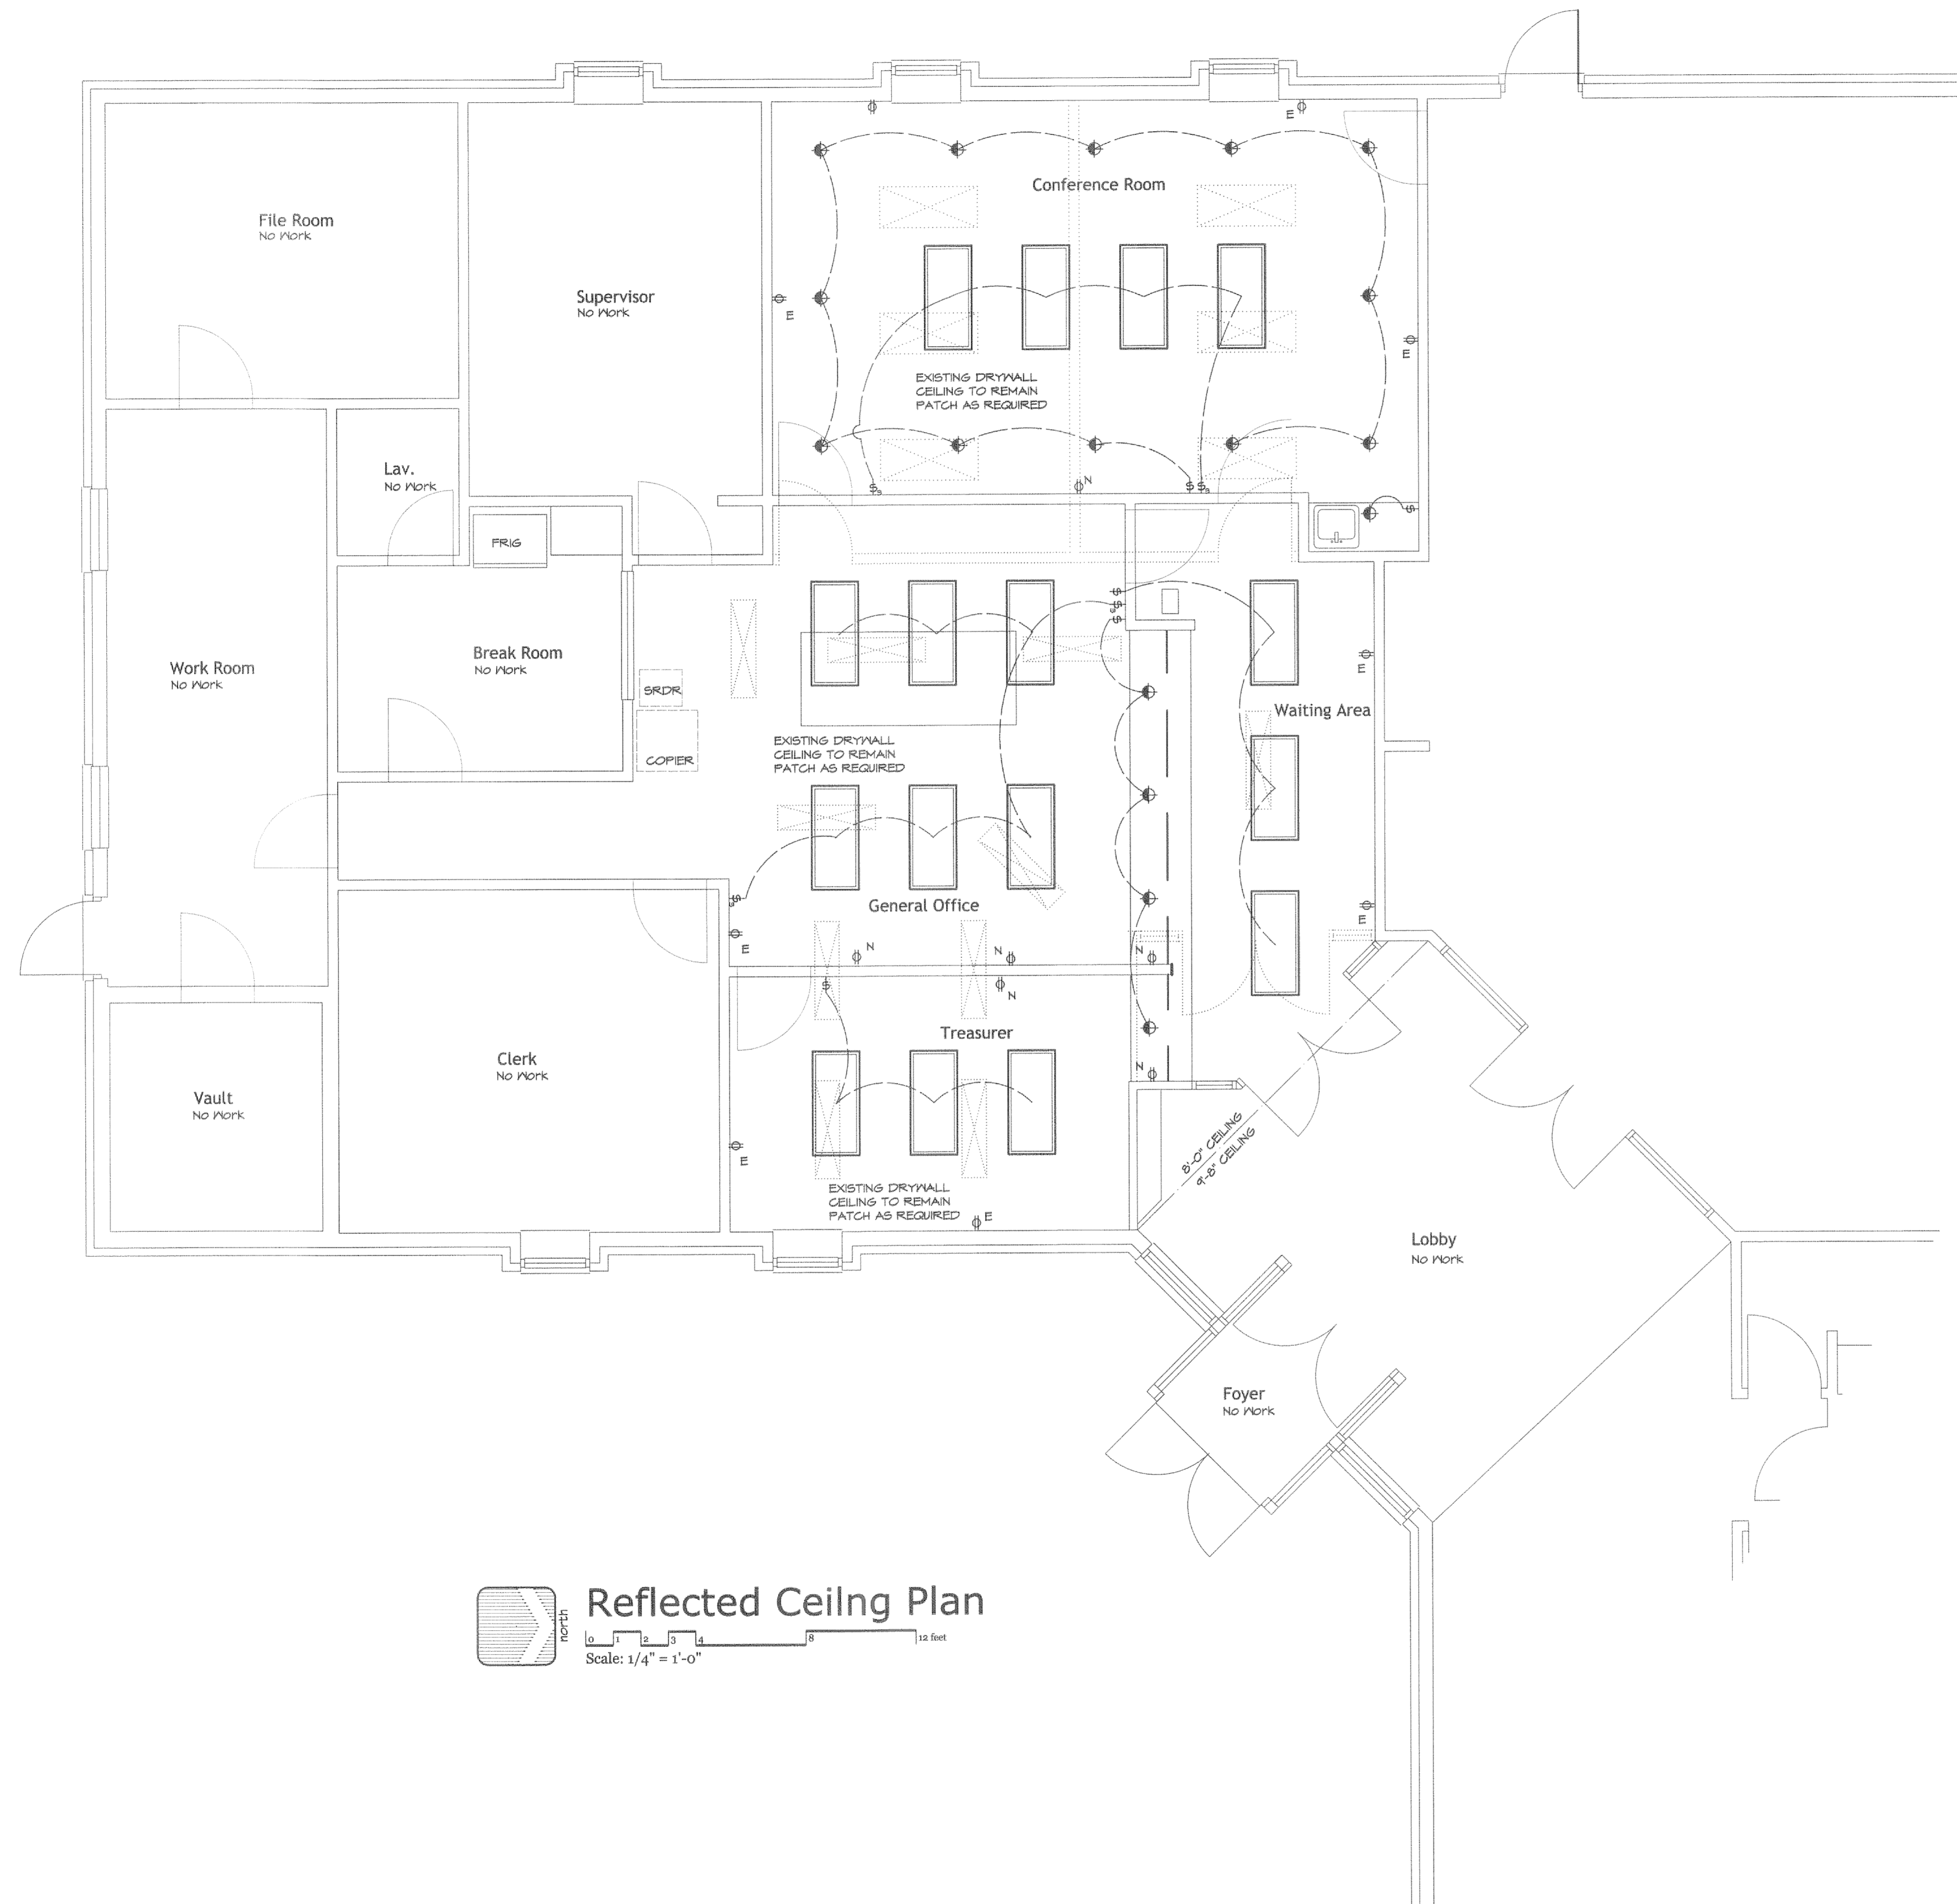 E
Conference Room
File Room
No Work
Supervisor
No Work
E
E
EXISTING DRYWALL
CEILING TO REMAIN
PATCH AS REQUIRED
Lav.
No Work
$3
N
$ $3
$
FRIG
$
$3
$
Break Room
No Work
Work Room
No Work
E
SRDR
Waiting Area
COPIER
EXISTING DRYWALL
CEILING TO REMAIN
PATCH AS REQUIRED
$3
General Office
E
E
N
N
N
$
N
Treasurer
Clerk
No Work
N
Vault
No Work
8'-0" CEILING
9'-8" CEILING
E
EXISTING DRYWALL
CEILING TO REMAIN
PATCH AS REQUIRED
E
Lobby
No Work
Foyer
No Work
north
Reflected Ceilng Plan
0 1 2 3 4 8 12 feet
Scale: 1/4" = 1'-0"